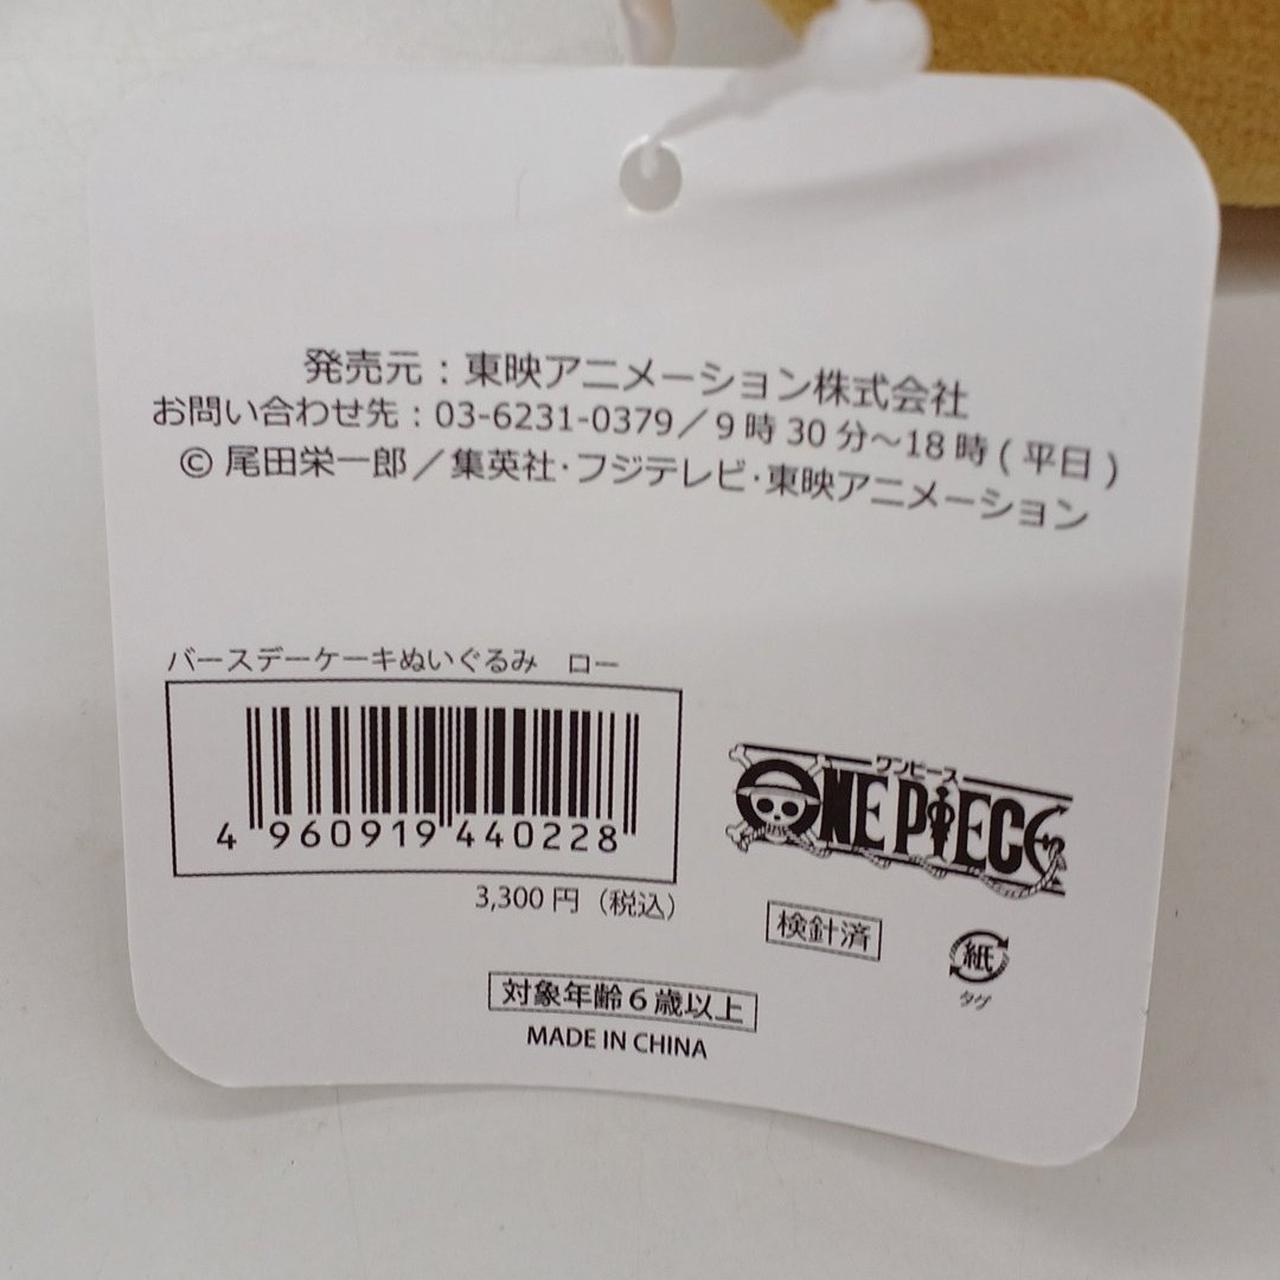 発売元：東映アニメーション株式会社
お問い合わせ先：03-6231-0379／9時30分～18時(平日)
© 尾田栄一郎／集英社・フジテレビ・東映アニメーション
バースデーケーキぬいぐるみ　ロー
4 960919 440228
3,300円（税込）
ワンピース
ONE PIECE
検針済
紙
タグ
対象年齢６歳以上
MADE IN CHINA